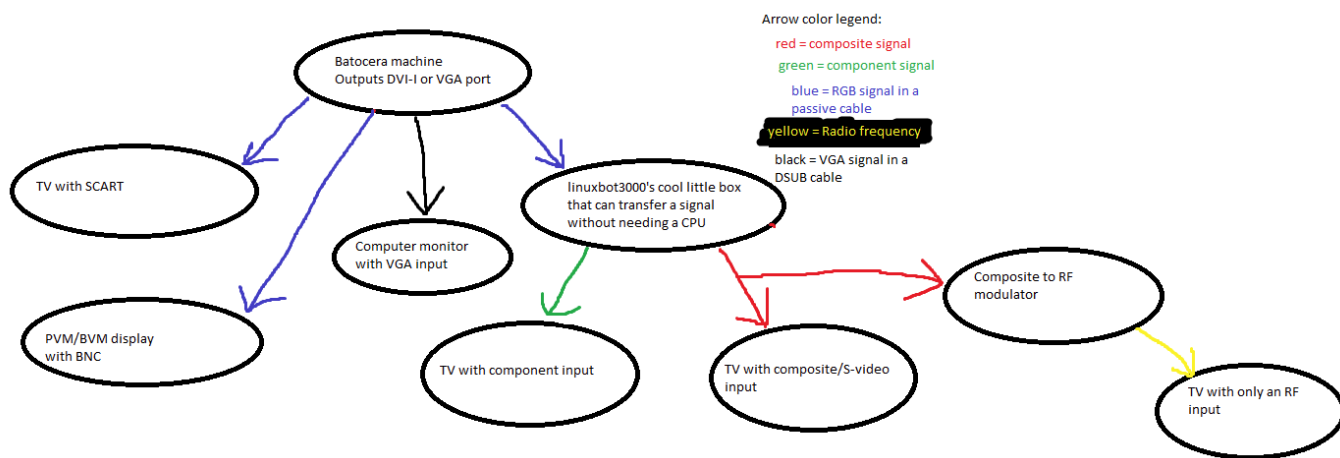 Arrow color legend:
red = composite signal
green = component signal
blue = RGB signal in a
passive cable
yellow = Radio frequency
black = VGA signal in a
DSUB cable
Batocera machine
Outputs DVI-I or VGA port
TV with SCART
linuxbot3000's cool little box
that can transfer a signal
without needing a CPU
Computer monitor
with VGA input
Composite to RF
modulator
PVM/BVM display
with BNC
TV with component input
TV with composite/S-video
input
TV with only an RF
input